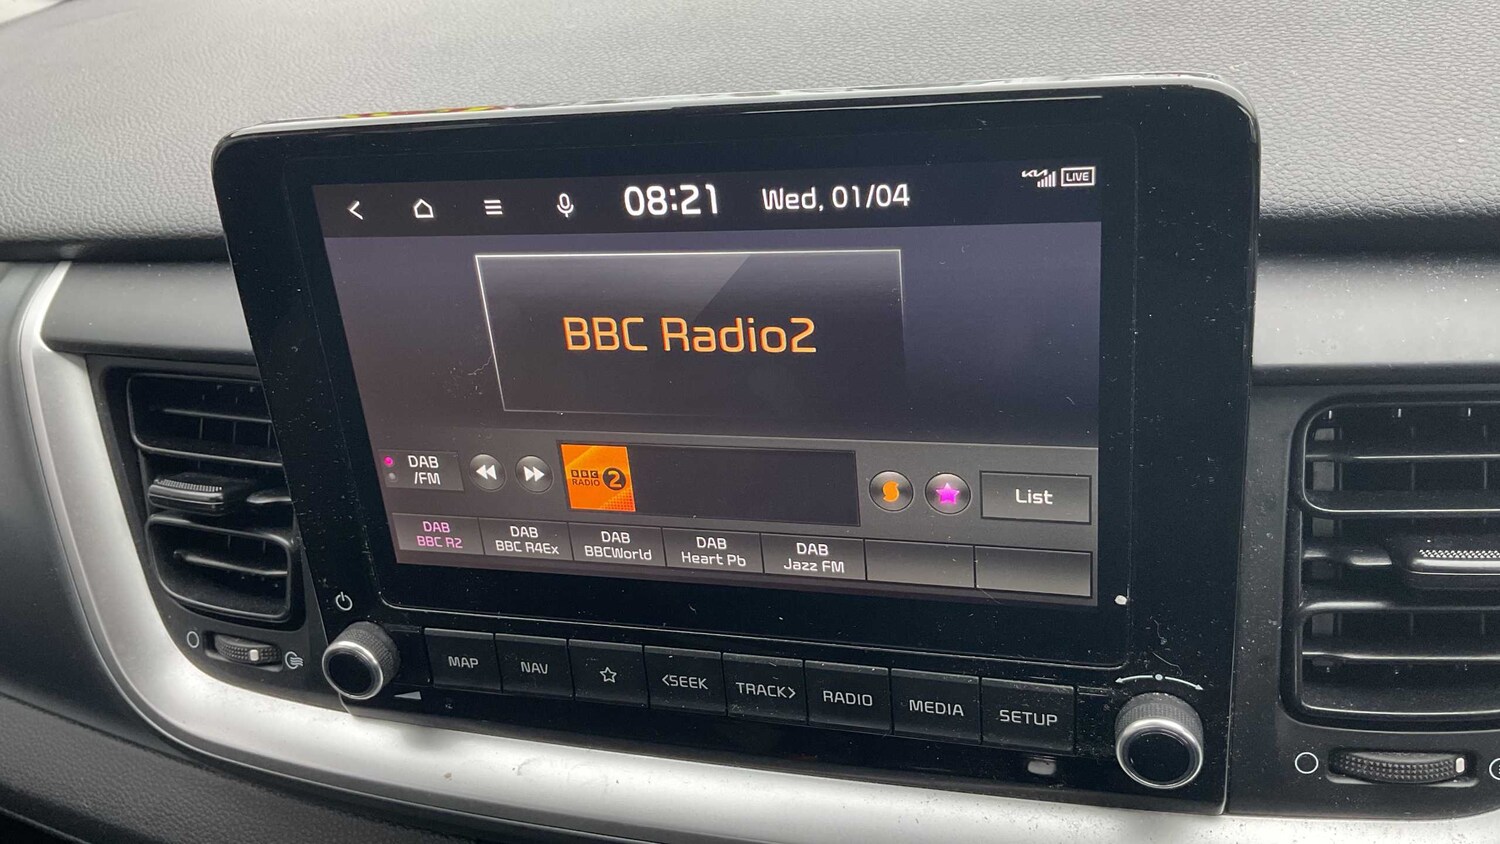 08:21 Wed, 01/04
KIA LIVE
BBC Radio2
DAB
/FM
BBC
RADIO 2
List
DAB
BBC R2
DAB
BBC R4Ex
DAB
BBCWorld
DAB
Heart Pb
DAB
Jazz FM
MAP
NAV
<SEEK
TRACK>
RADIO
MEDIA
SETUP